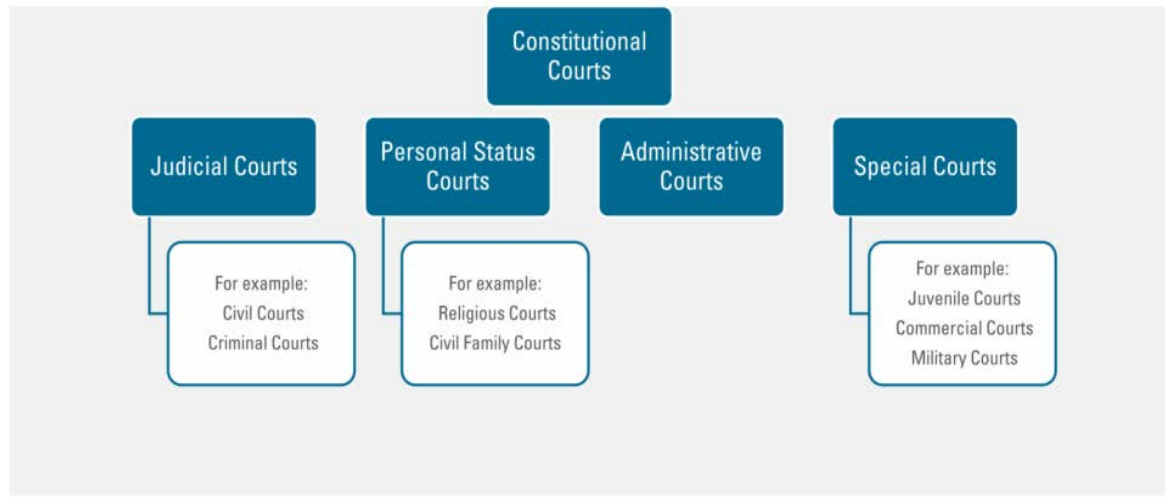 Constitutional
Courts
Judicial Courts
Personal Status
Courts
Administrative
Courts
Special Courts
For example:
Civil Courts
Criminal Courts
For example:
Religious Courts
Civil Family Courts
For example:
Juvenile Courts
Commercial Courts
Military Courts